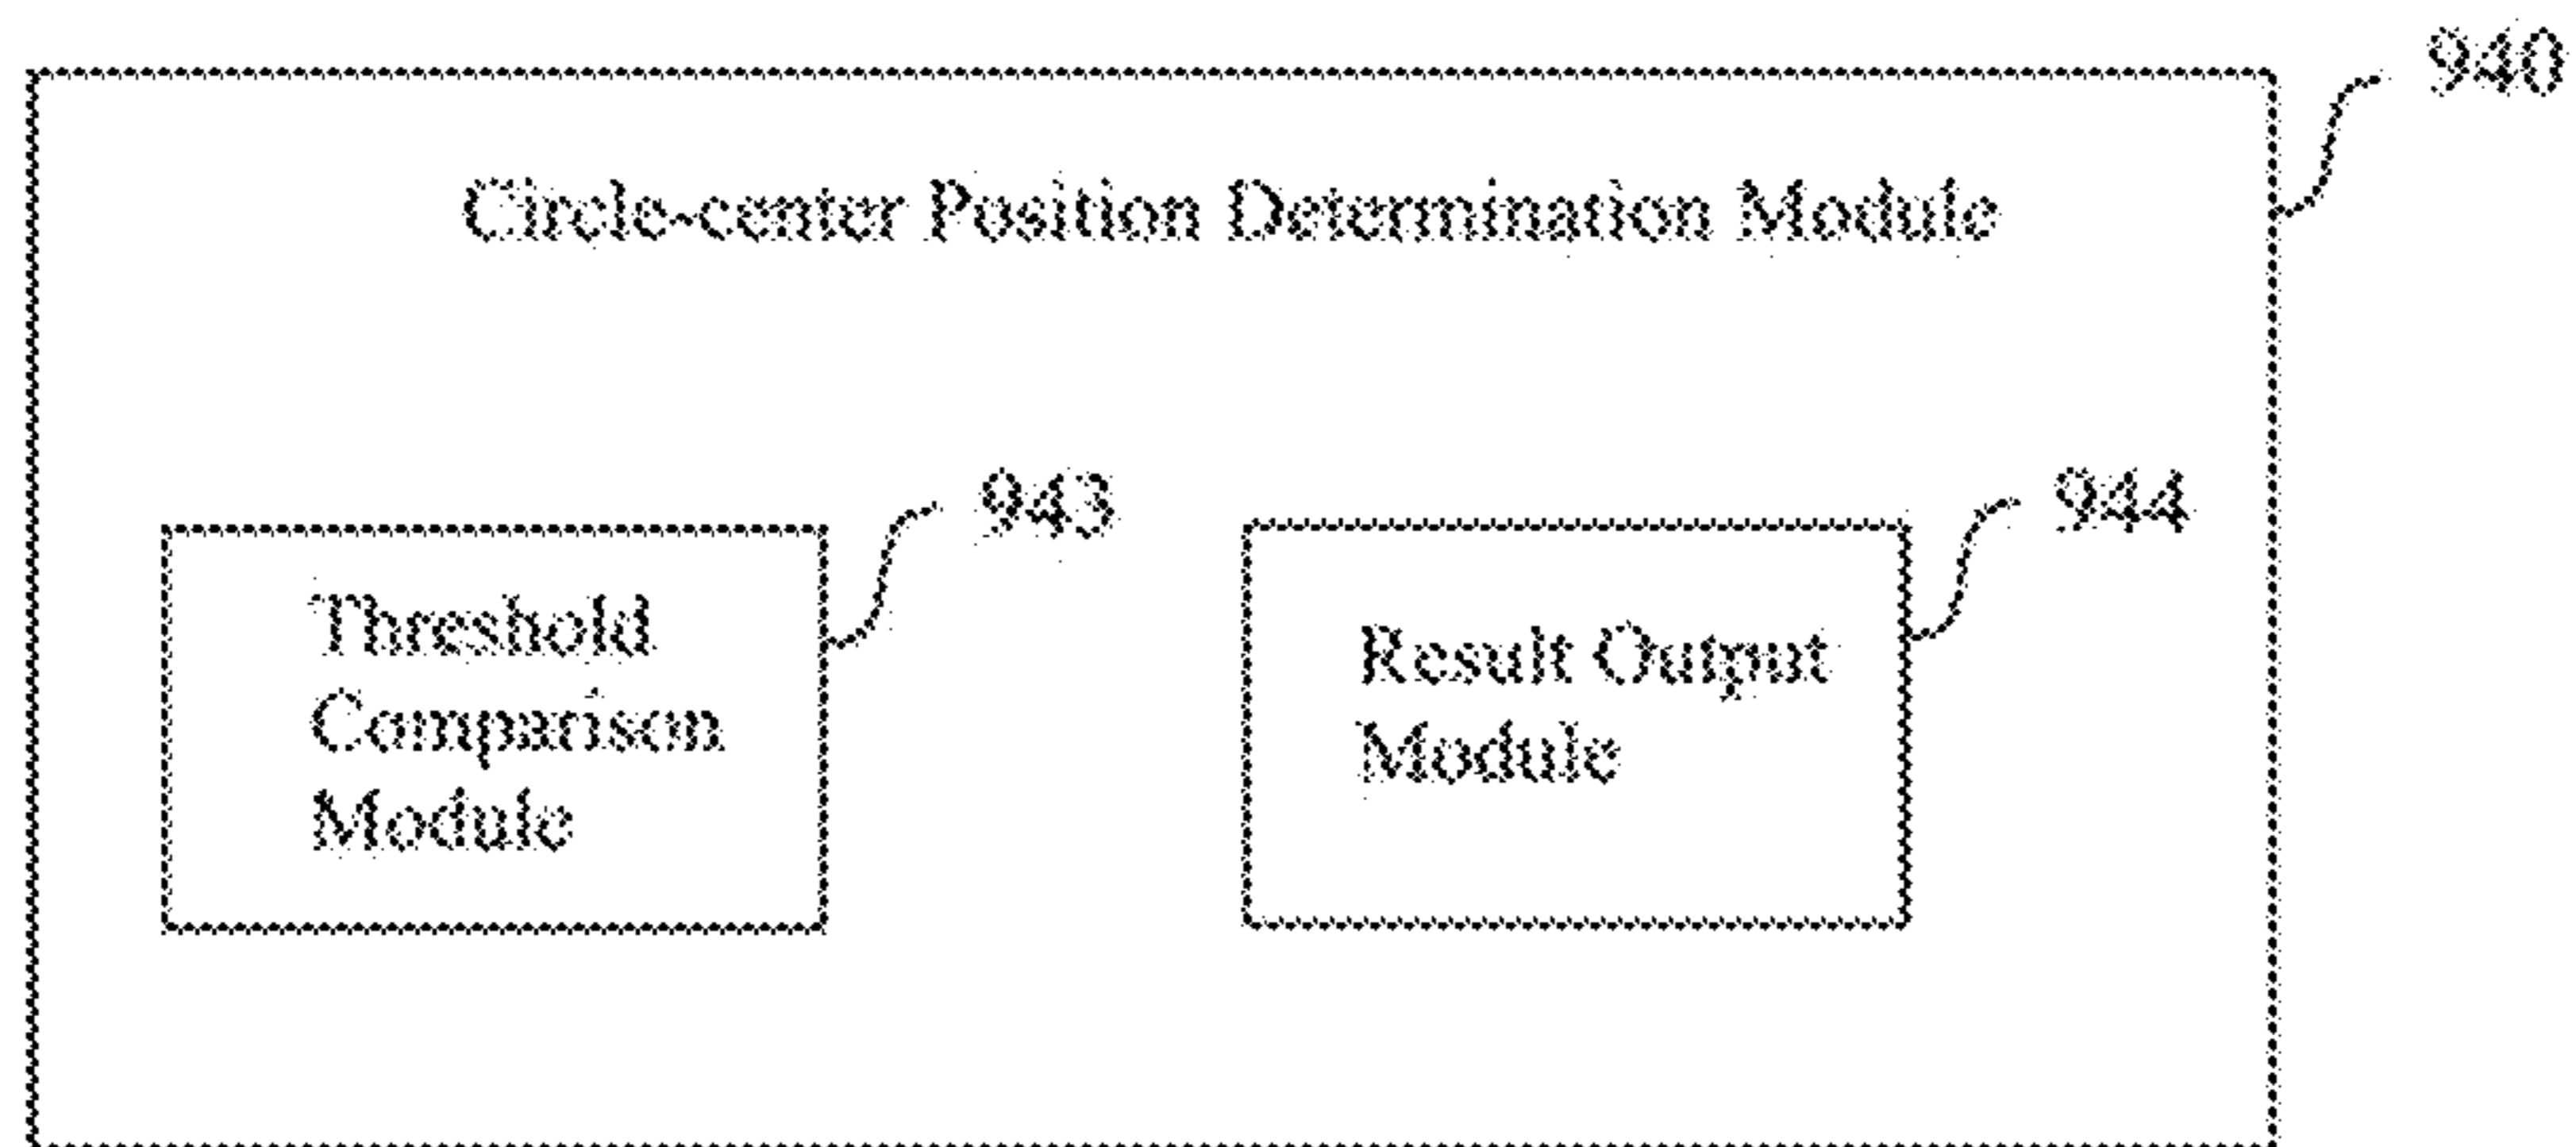 940
Circle-center Position Determination Module
943
944
Threshold
Comparison
Module
Result Output
Module